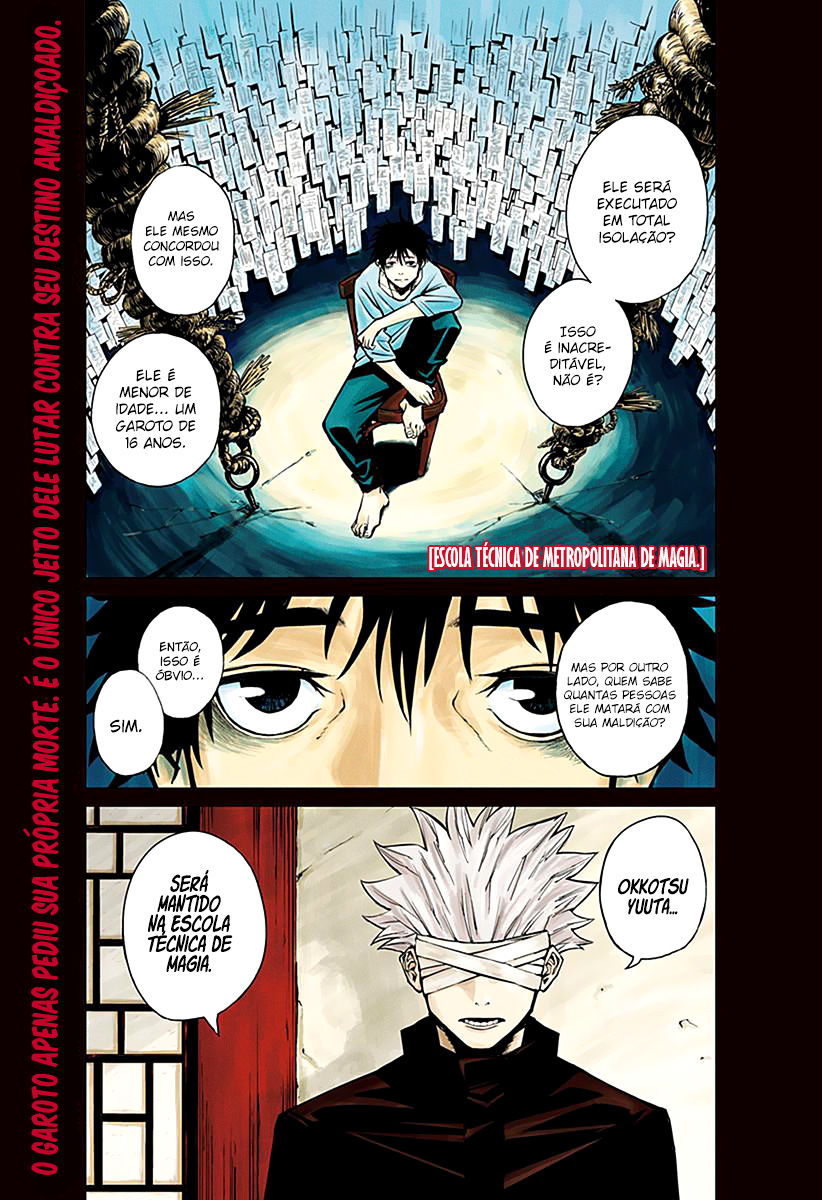 O GAROTO APENAS PEDIU SUA PRÓPRIA MORTE. É O ÚNICO JEITO DELE LUTAR CONTRA SEU DESTINO AMALDIÇOADO.
ELE SERÁ
EXECUTADO
EM TOTAL
ISOLAÇÃO?
ISSO
É INACRE-
DITÁVEL,
NÃO É?
MAS
ELE MESMO
CONCORDOU
COM ISSO.
ELE É
MENOR DE
IDADE... UM
GAROTO DE
16 ANOS.
[ESCOLA TÉCNICA DE METROPOLITANA DE MAGIA.]
MAS POR OUTRO
LADO, QUEM SABE
QUANTAS PESSOAS
ELE MATARÁ COM
SUA MALDIÇÃO?
ENTÃO,
ISSO É
ÓBVIO...
SIM.
OKKOTSU
YUUTA...
SERÁ
MANTIDO
NA ESCOLA
TÉCNICA DE
MAGIA.